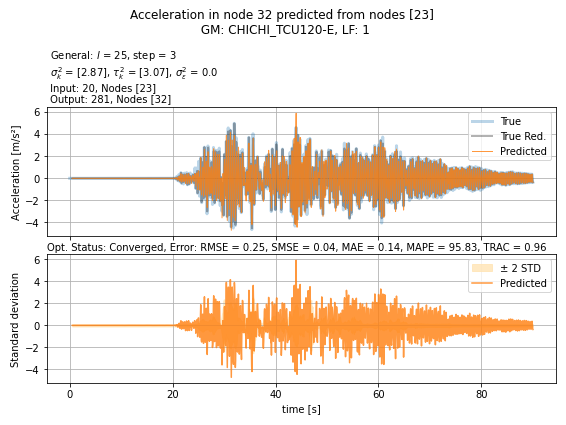 Acceleration in node 32 predicted from nodes [23]
GM: CHICHI_TCU120-E, LF: 1
General: l = 25, step = 3
σ²ₖ = [2.87], τ²ₖ = [3.07], σ²ε = 0.0
Input: 20, Nodes [23]
Output: 281, Nodes [32]
Acceleration [m/s²]
6
4
2
0
−2
−4
True
True Red.
Predicted
Opt. Status: Converged, Error: RMSE = 0.25, SMSE = 0.04, MAE = 0.14, MAPE = 95.83, TRAC = 0.96
Standard deviation
6
4
2
0
−2
−4
± 2 STD
Predicted
0 20 40 60 80
time [s]